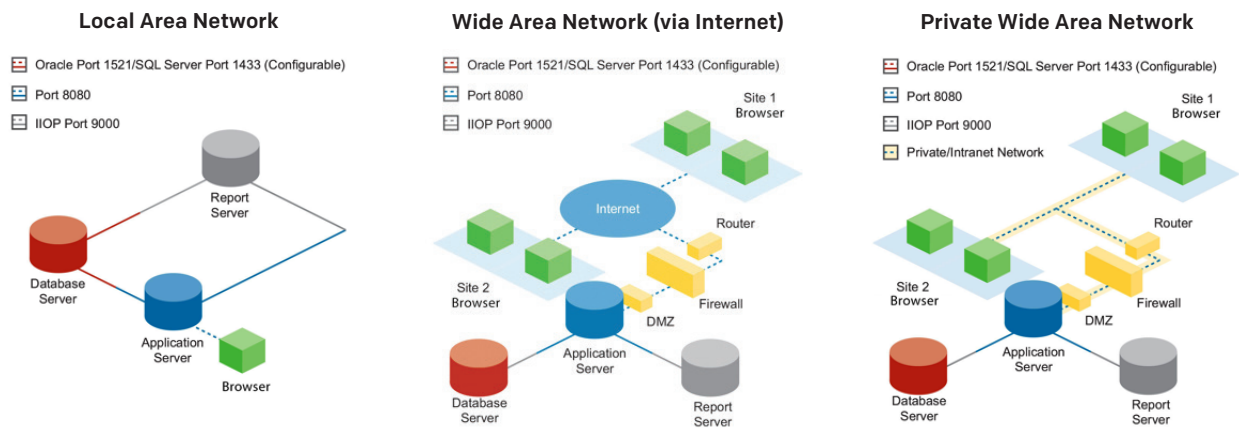 Local Area Network
Oracle Port 1521/SQL Server Port 1433 (Configurable)
Port 8080
IIOP Port 9000
Report
Server
Database
Server
Application
Server
Browser
Wide Area Network (via Internet)
Oracle Port 1521/SQL Server Port 1433 (Configurable)
Port 8080
IIOP Port 9000
Site 1
Browser
Internet
Router
Site 2
Browser
Firewall
DMZ
Application
Server
Database
Server
Report
Server
Private Wide Area Network
Oracle Port 1521/SQL Server Port 1433 (Configurable)
Port 8080
IIOP Port 9000
Private/Intranet Network
Site 1
Browser
Router
Site 2
Browser
Firewall
DMZ
Application
Server
Database
Server
Report
Server